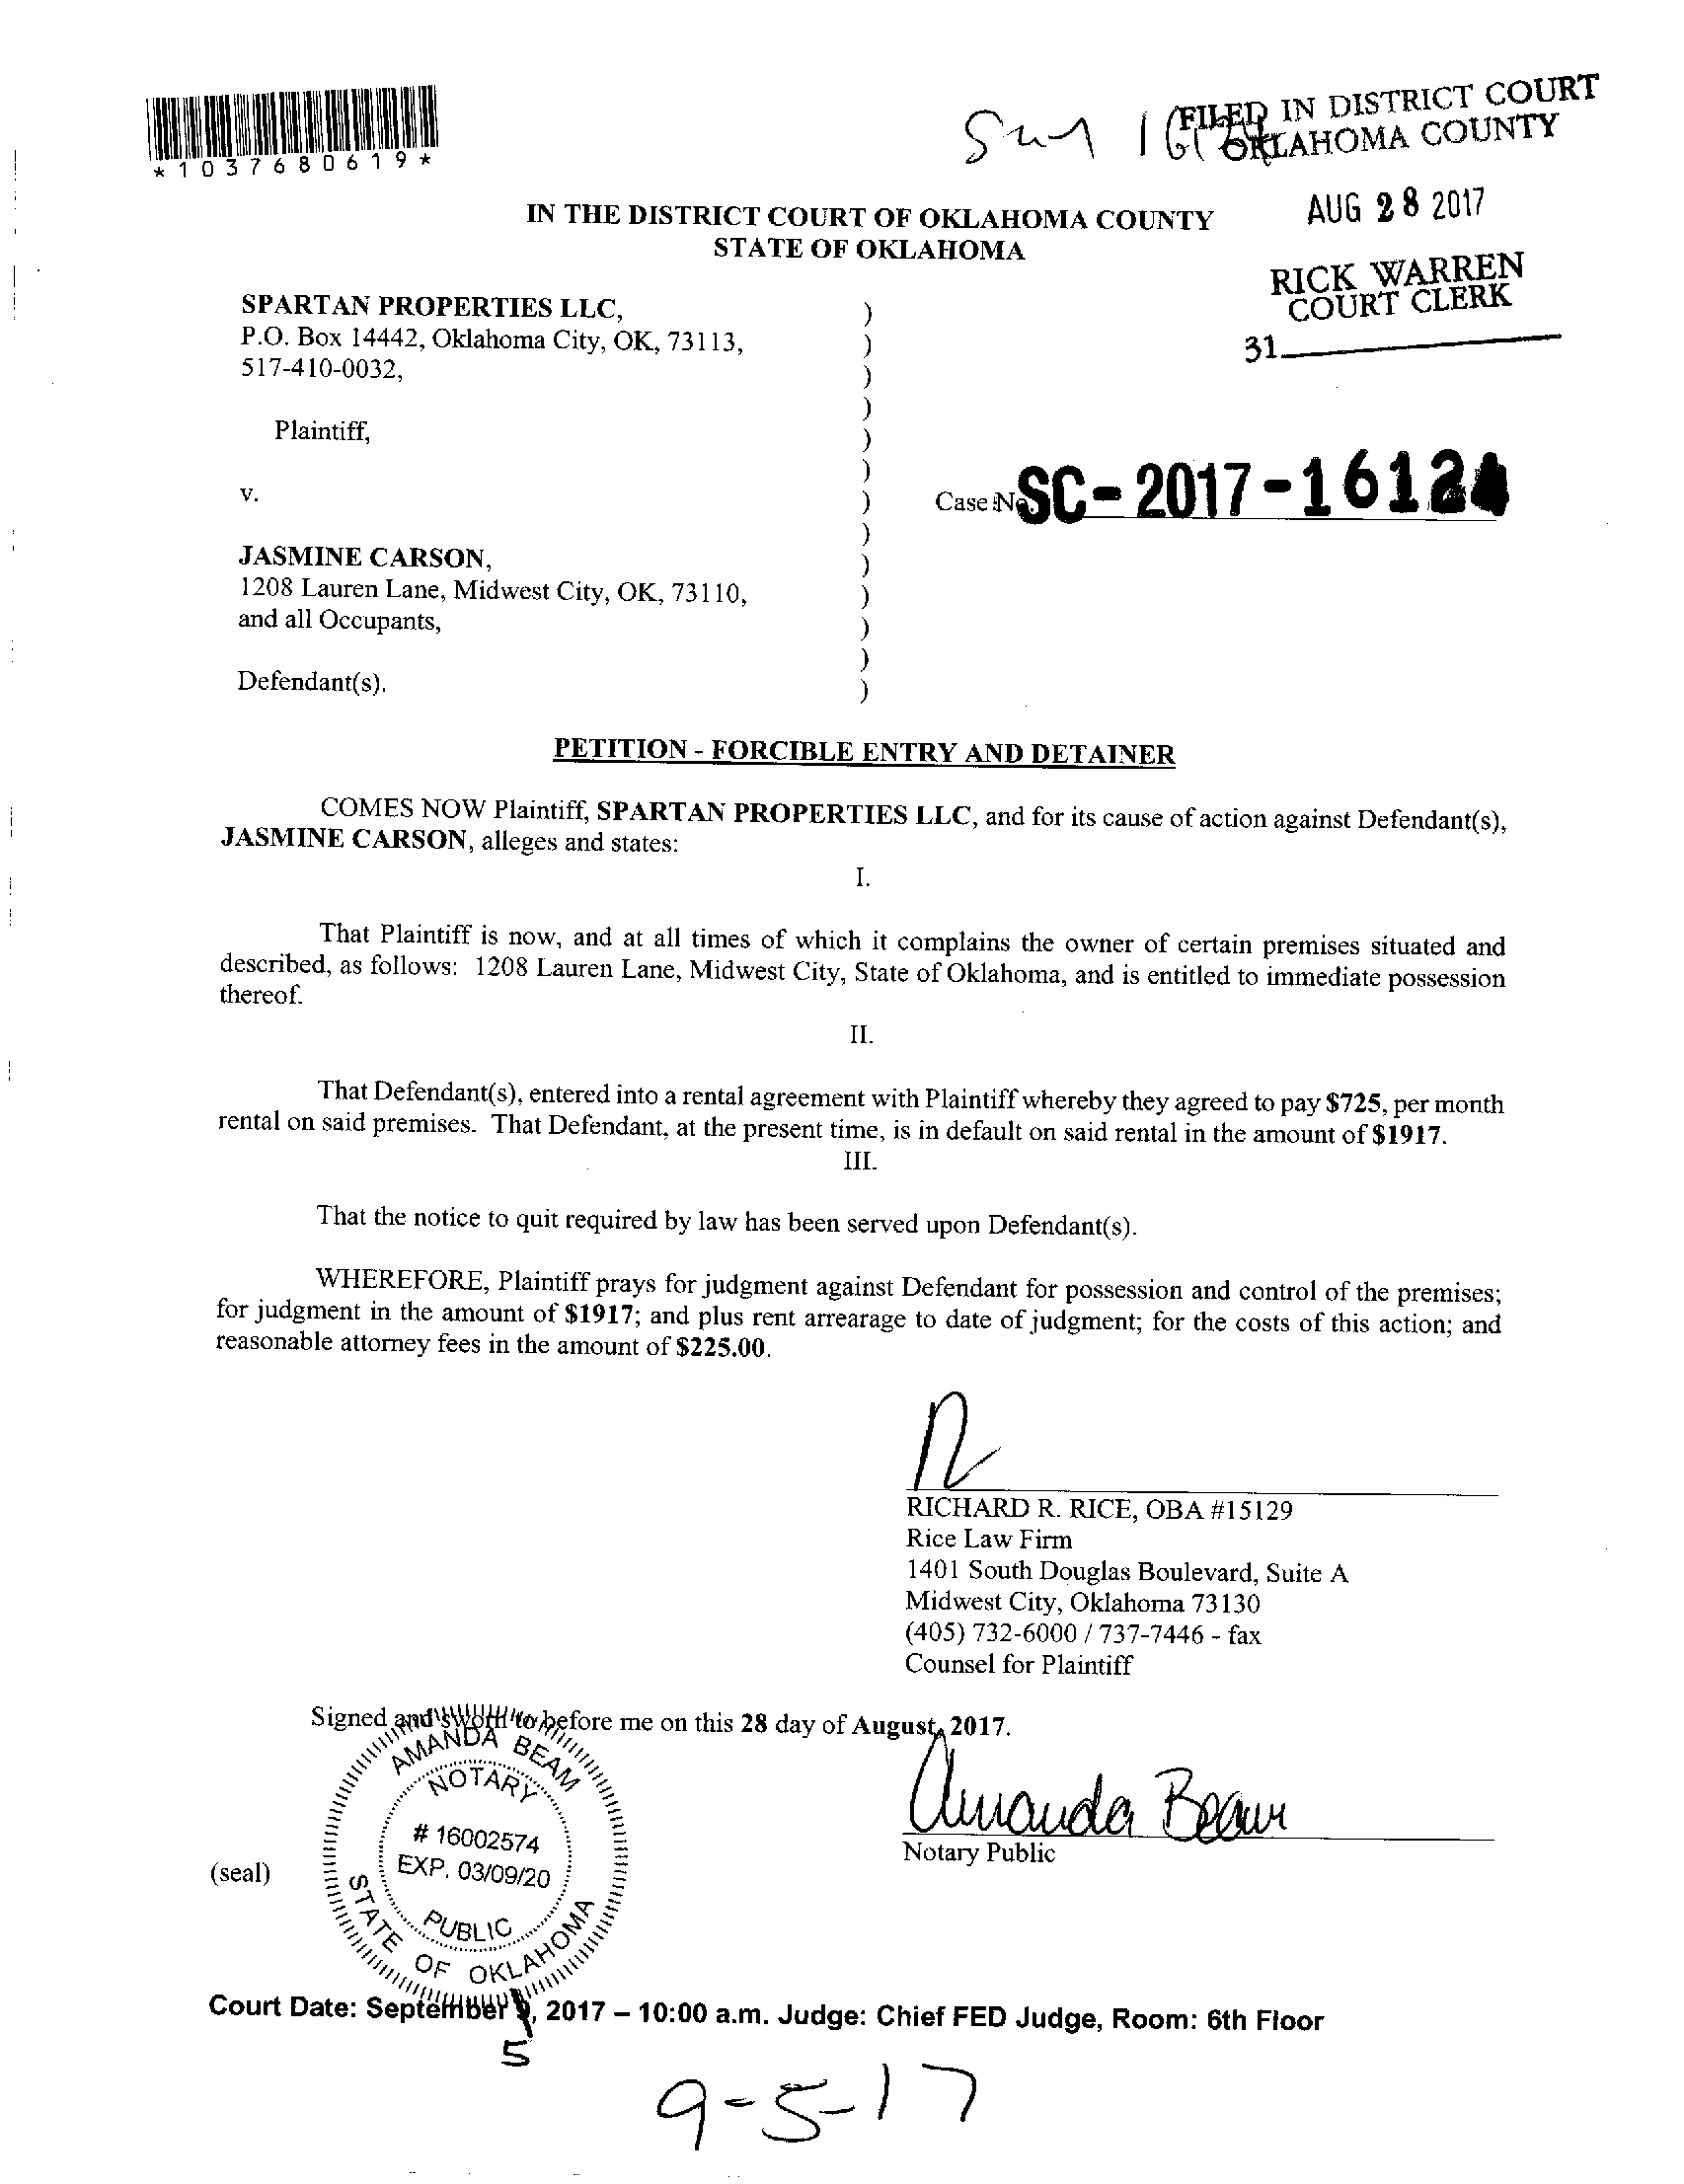 *1037680619*
FILED IN DISTRICT COURT
OKLAHOMA COUNTY
AUG 28 2017
RICK WARREN
COURT CLERK
31
IN THE DISTRICT COURT OF OKLAHOMA COUNTY
STATE OF OKLAHOMA
SPARTAN PROPERTIES LLC,
P.O. Box 14442, Oklahoma City, OK, 73113,
517-410-0032,
Plaintiff,
v.
Case No. SC-2017-16124
JASMINE CARSON,
1208 Lauren Lane, Midwest City, OK, 73110,
and all Occupants,
Defendant(s).
PETITION - FORCIBLE ENTRY AND DETAINER
COMES NOW Plaintiff, SPARTAN PROPERTIES LLC, and for its cause of action against Defendant(s),
JASMINE CARSON, alleges and states:
I.
That Plaintiff is now, and at all times of which it complains the owner of certain premises situated and
described, as follows: 1208 Lauren Lane, Midwest City, State of Oklahoma, and is entitled to immediate possession
thereof.
II.
That Defendant(s), entered into a rental agreement with Plaintiff whereby they agreed to pay $725, per month
rental on said premises. That Defendant, at the present time, is in default on said rental in the amount of $1917.
III.
That the notice to quit required by law has been served upon Defendant(s).
WHEREFORE, Plaintiff prays for judgment against Defendant for possession and control of the premises;
for judgment in the amount of $1917; and plus rent arrearage to date of judgment; for the costs of this action; and
reasonable attorney fees in the amount of $225.00.
RICHARD R. RICE, OBA #15129
Rice Law Firm
1401 South Douglas Boulevard, Suite A
Midwest City, Oklahoma 73130
(405) 732-6000 / 737-7446 - fax
Counsel for Plaintiff
Signed and sworn to before me on this 28 day of August, 2017.
Amanda Beam
Notary Public
(seal)
AMANDA BEAM
NOTARY
# 16002574
EXP. 03/09/20
PUBLIC
STATE OF OKLAHOMA
Court Date: September , 2017 – 10:00 a.m. Judge: Chief FED Judge, Room: 6th Floor
5
9-5-17